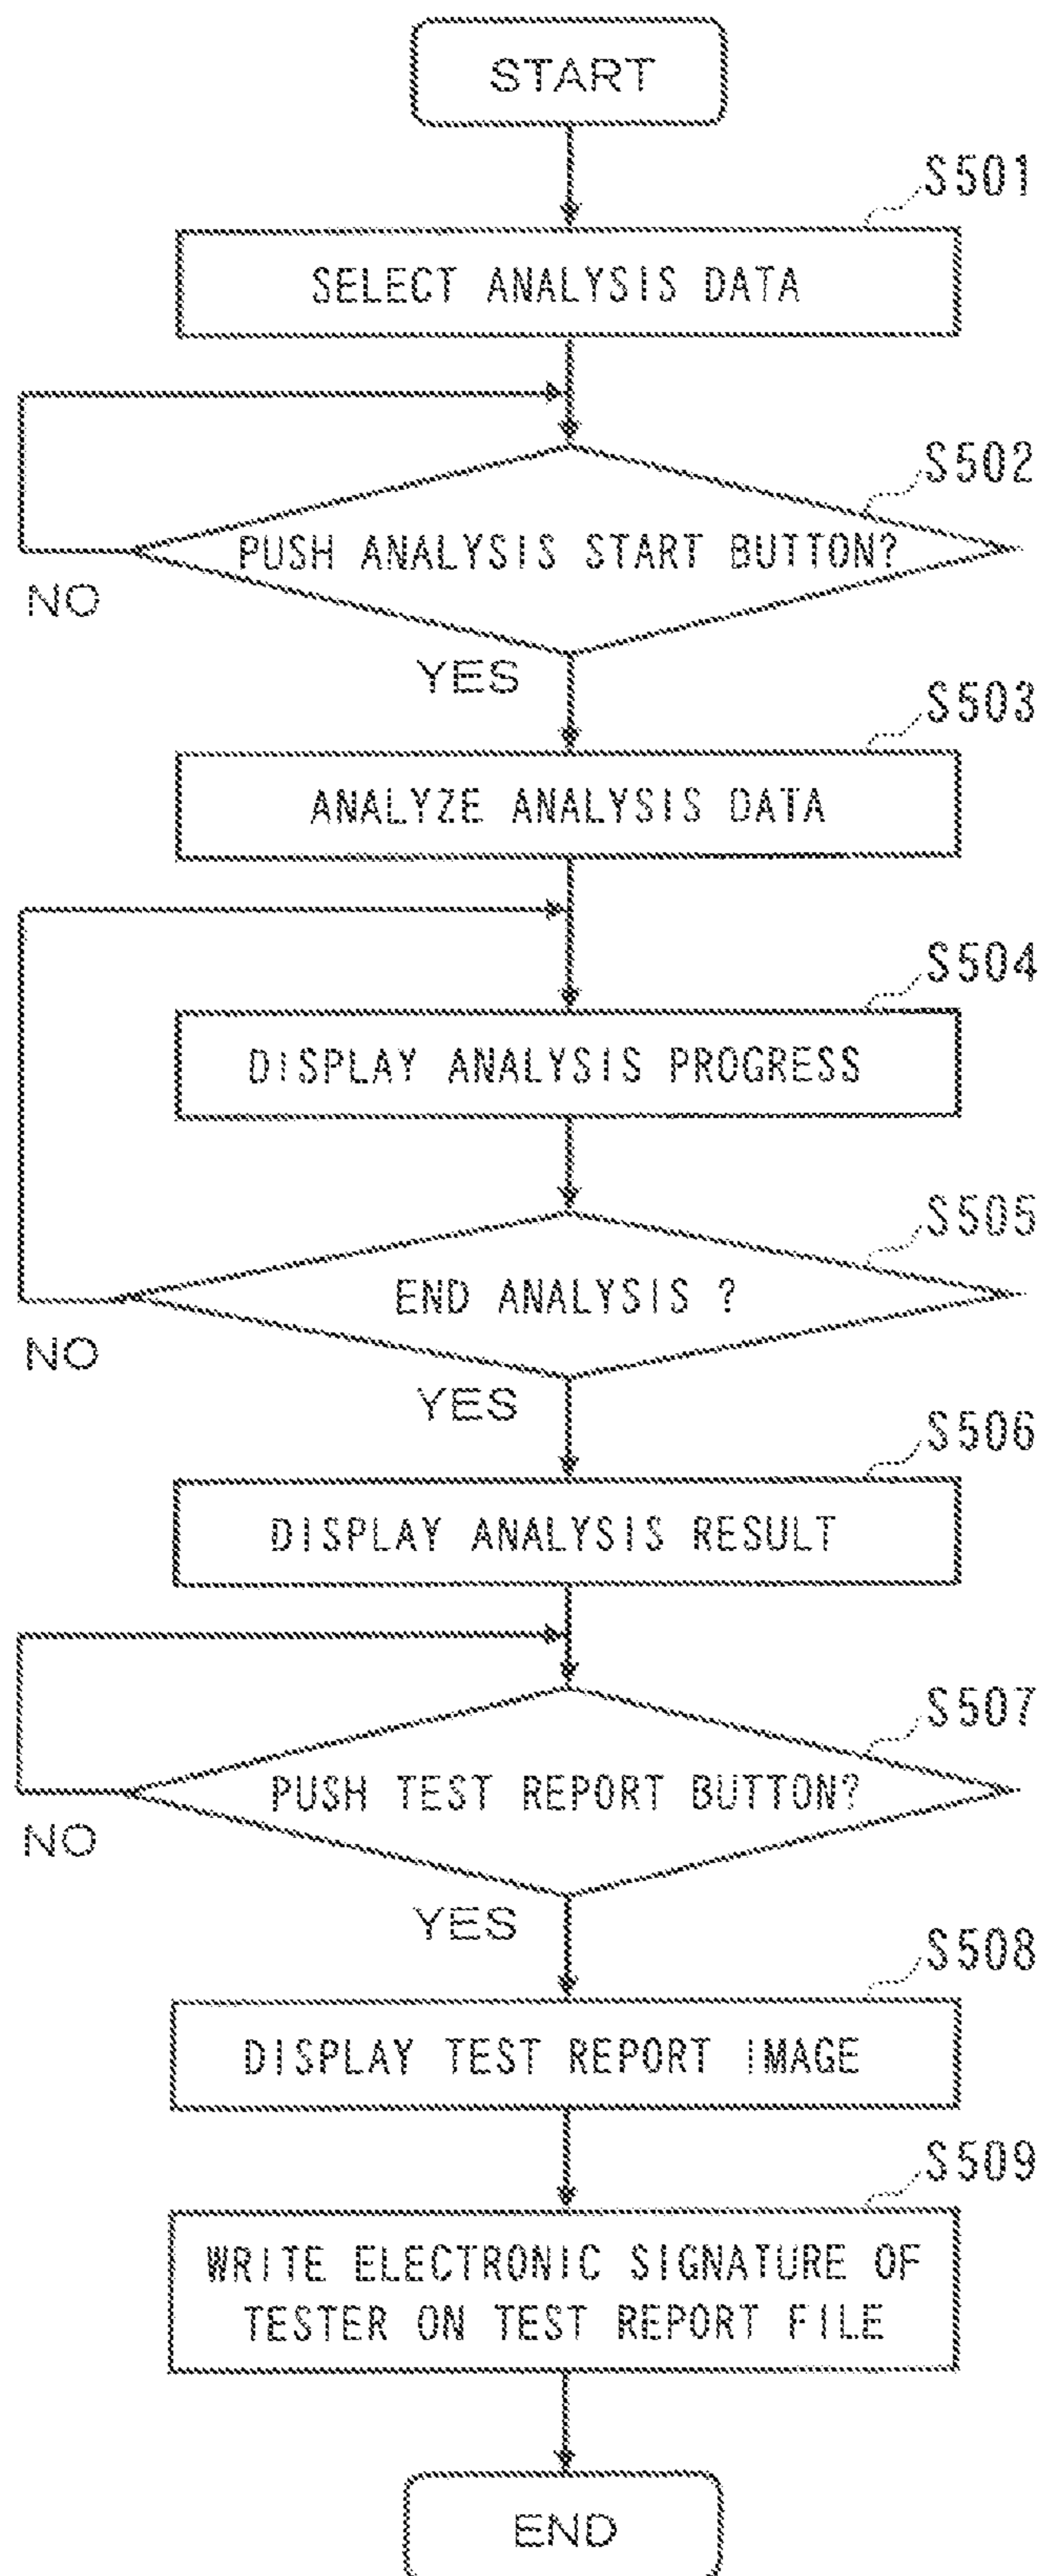 START
S501
SELECT ANALYSIS DATA
S502
PUSH ANALYSIS START BUTTON?
NO
YES
S503
ANALYZE ANALYSIS DATA
S504
DISPLAY ANALYSIS PROGRESS
S505
END ANALYSIS ?
NO
YES
S506
DISPLAY ANALYSIS RESULT
S507
PUSH TEST REPORT BUTTON?
NO
YES
S508
DISPLAY TEST REPORT IMAGE
S509
WRITE ELECTRONIC SIGNATURE OF
TESTER ON TEST REPORT FILE
END